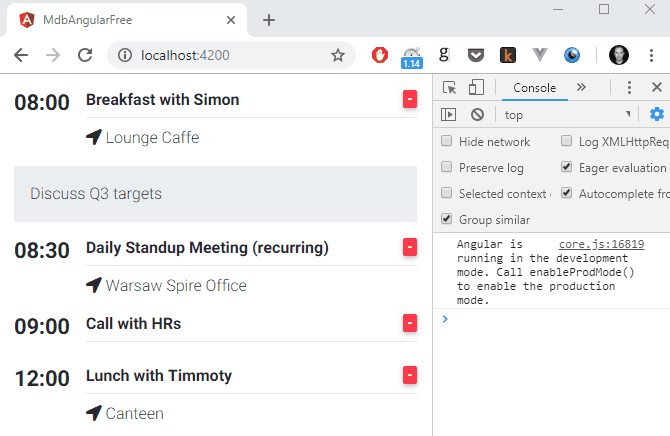 MdbAngularFree
localhost:4200
1.14
g
k
08:00 Breakfast with Simon -
Lounge Caffe
Discuss Q3 targets
08:30 Daily Standup Meeting (recurring) -
Warsaw Spire Office
09:00 Call with HRs -
12:00 Lunch with Timmoty -
Canteen
Console
top
Hide network Log XMLHttpReq
Preserve log Eager evaluation
Selected context Autocomplete fro
Group similar
Angular is core.js:16819
running in the development
mode. Call enableProdMode()
to enable the production
mode.